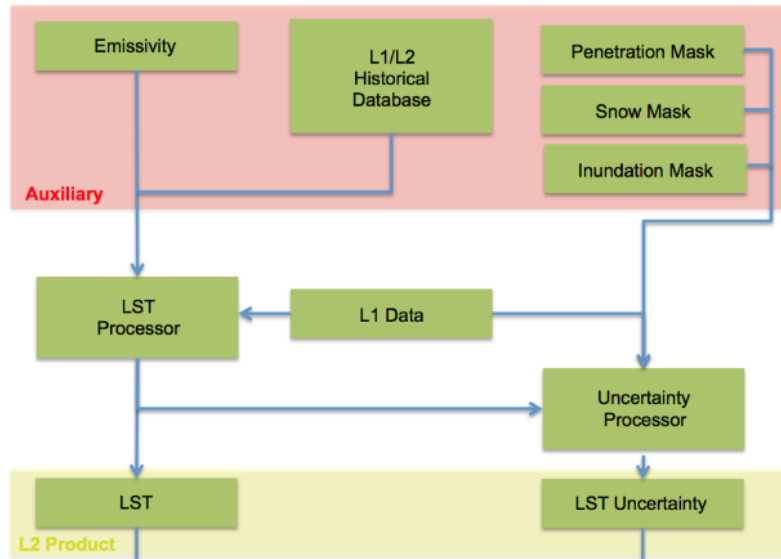 Emissivity
L1/L2
Historical
Database
Penetration Mask
Snow Mask
Inundation Mask
Auxiliary
LST
Processor
L1 Data
Uncertainty
Processor
LST
LST Uncertainty
L2 Product